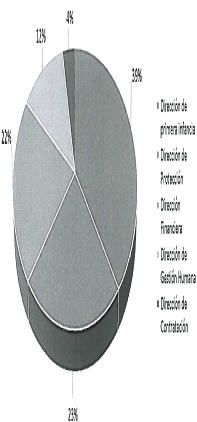 4%
12%
39%
22%
23%
Dirección de
primera infancia
Dirección de
Protección
Dirección
Financiera
Dirección de
Gestión Humana
Dirección de
Contratación